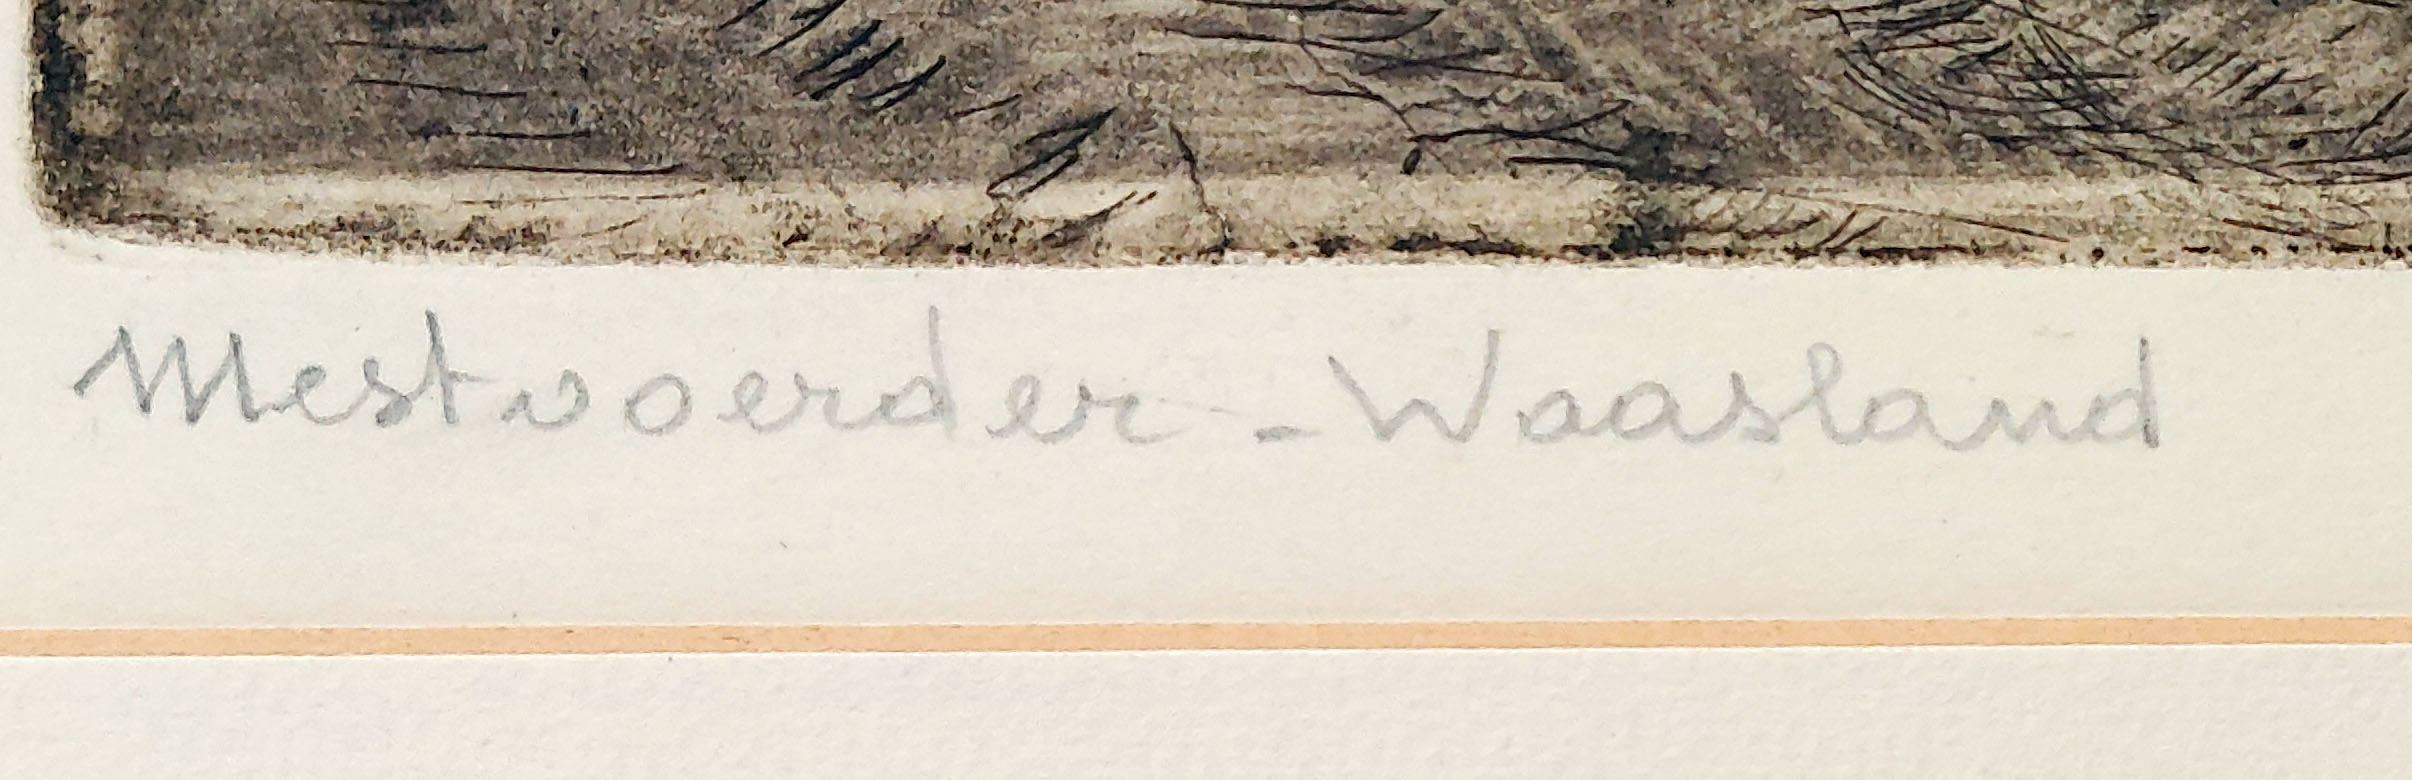 Mestvoerder - Waasland